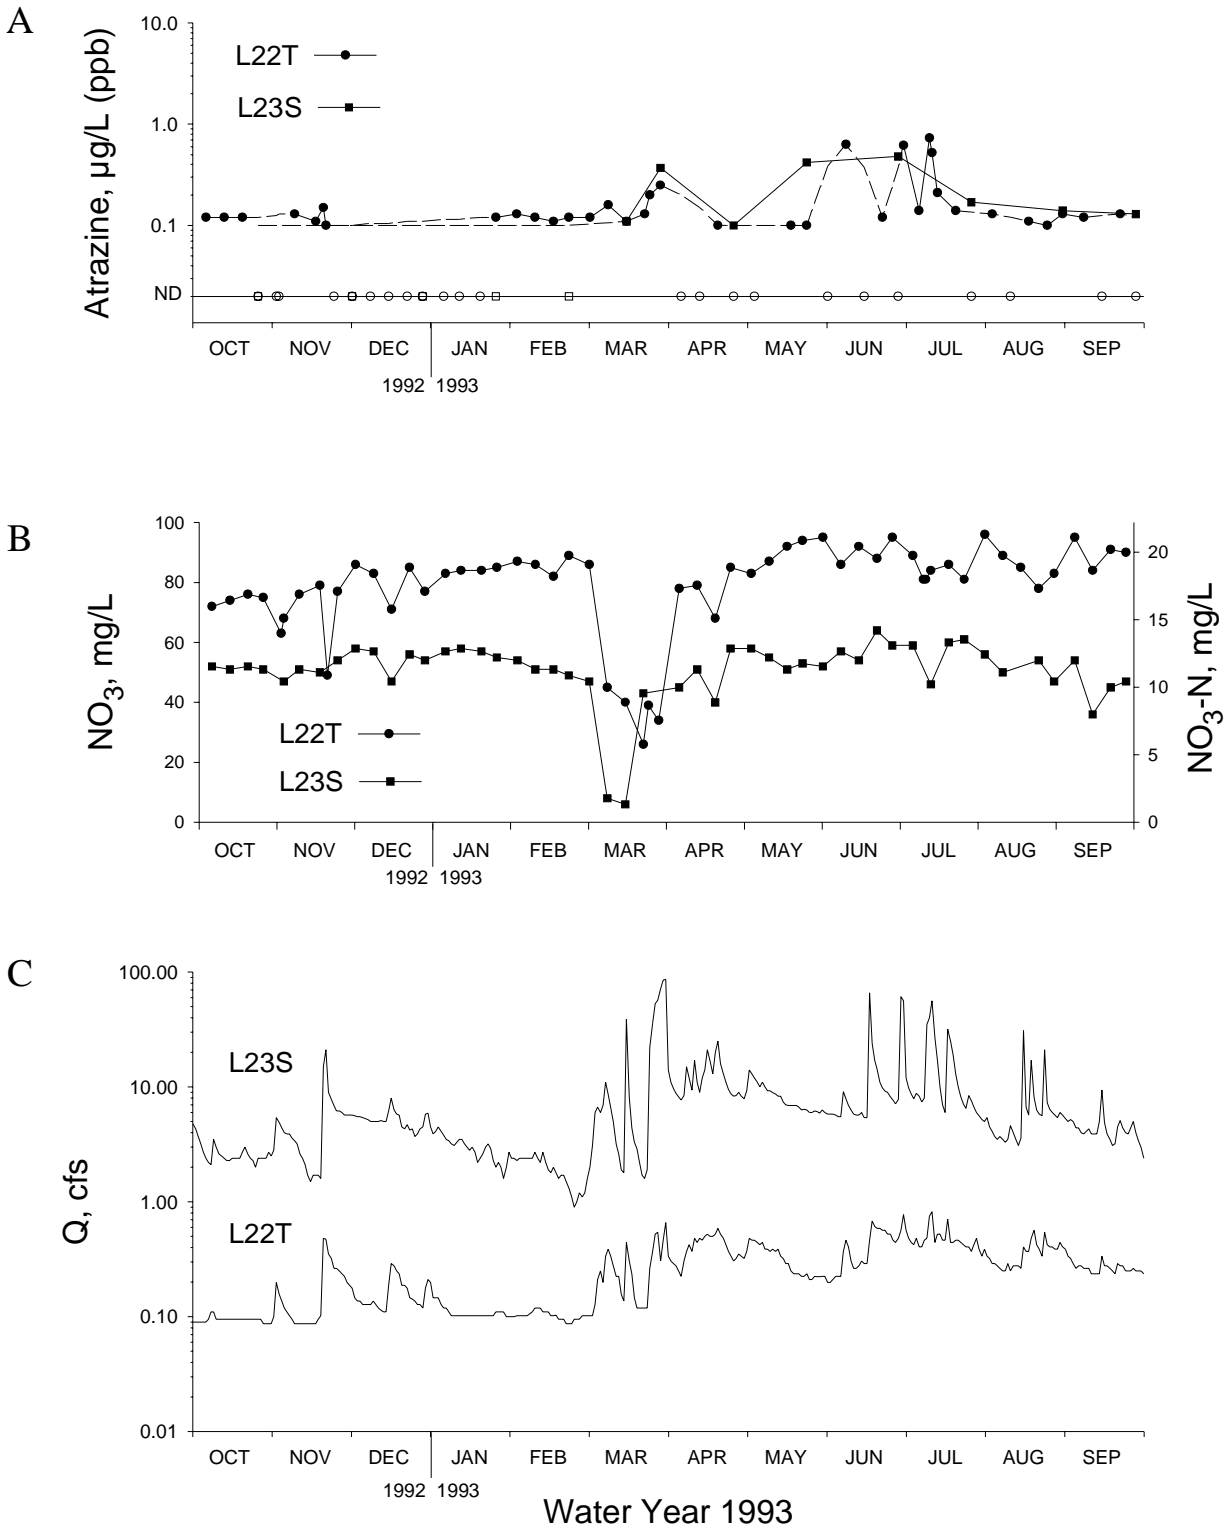 A
Atrazine, µg/L (ppb)
10.0
1.0
0.1
ND
L22T
L23S
OCT NOV DEC JAN FEB MAR APR MAY JUN JUL AUG SEP
1992 1993
B
NO3, mg/L
100
80
60
40
20
0
L22T
L23S
NO3-N, mg/L
20
15
10
5
0
OCT NOV DEC JAN FEB MAR APR MAY JUN JUL AUG SEP
1992 1993
C
Q, cfs
100.00
10.00
1.00
0.10
0.01
L23S
L22T
OCT NOV DEC JAN FEB MAR APR MAY JUN JUL AUG SEP
1992 1993
Water Year 1993